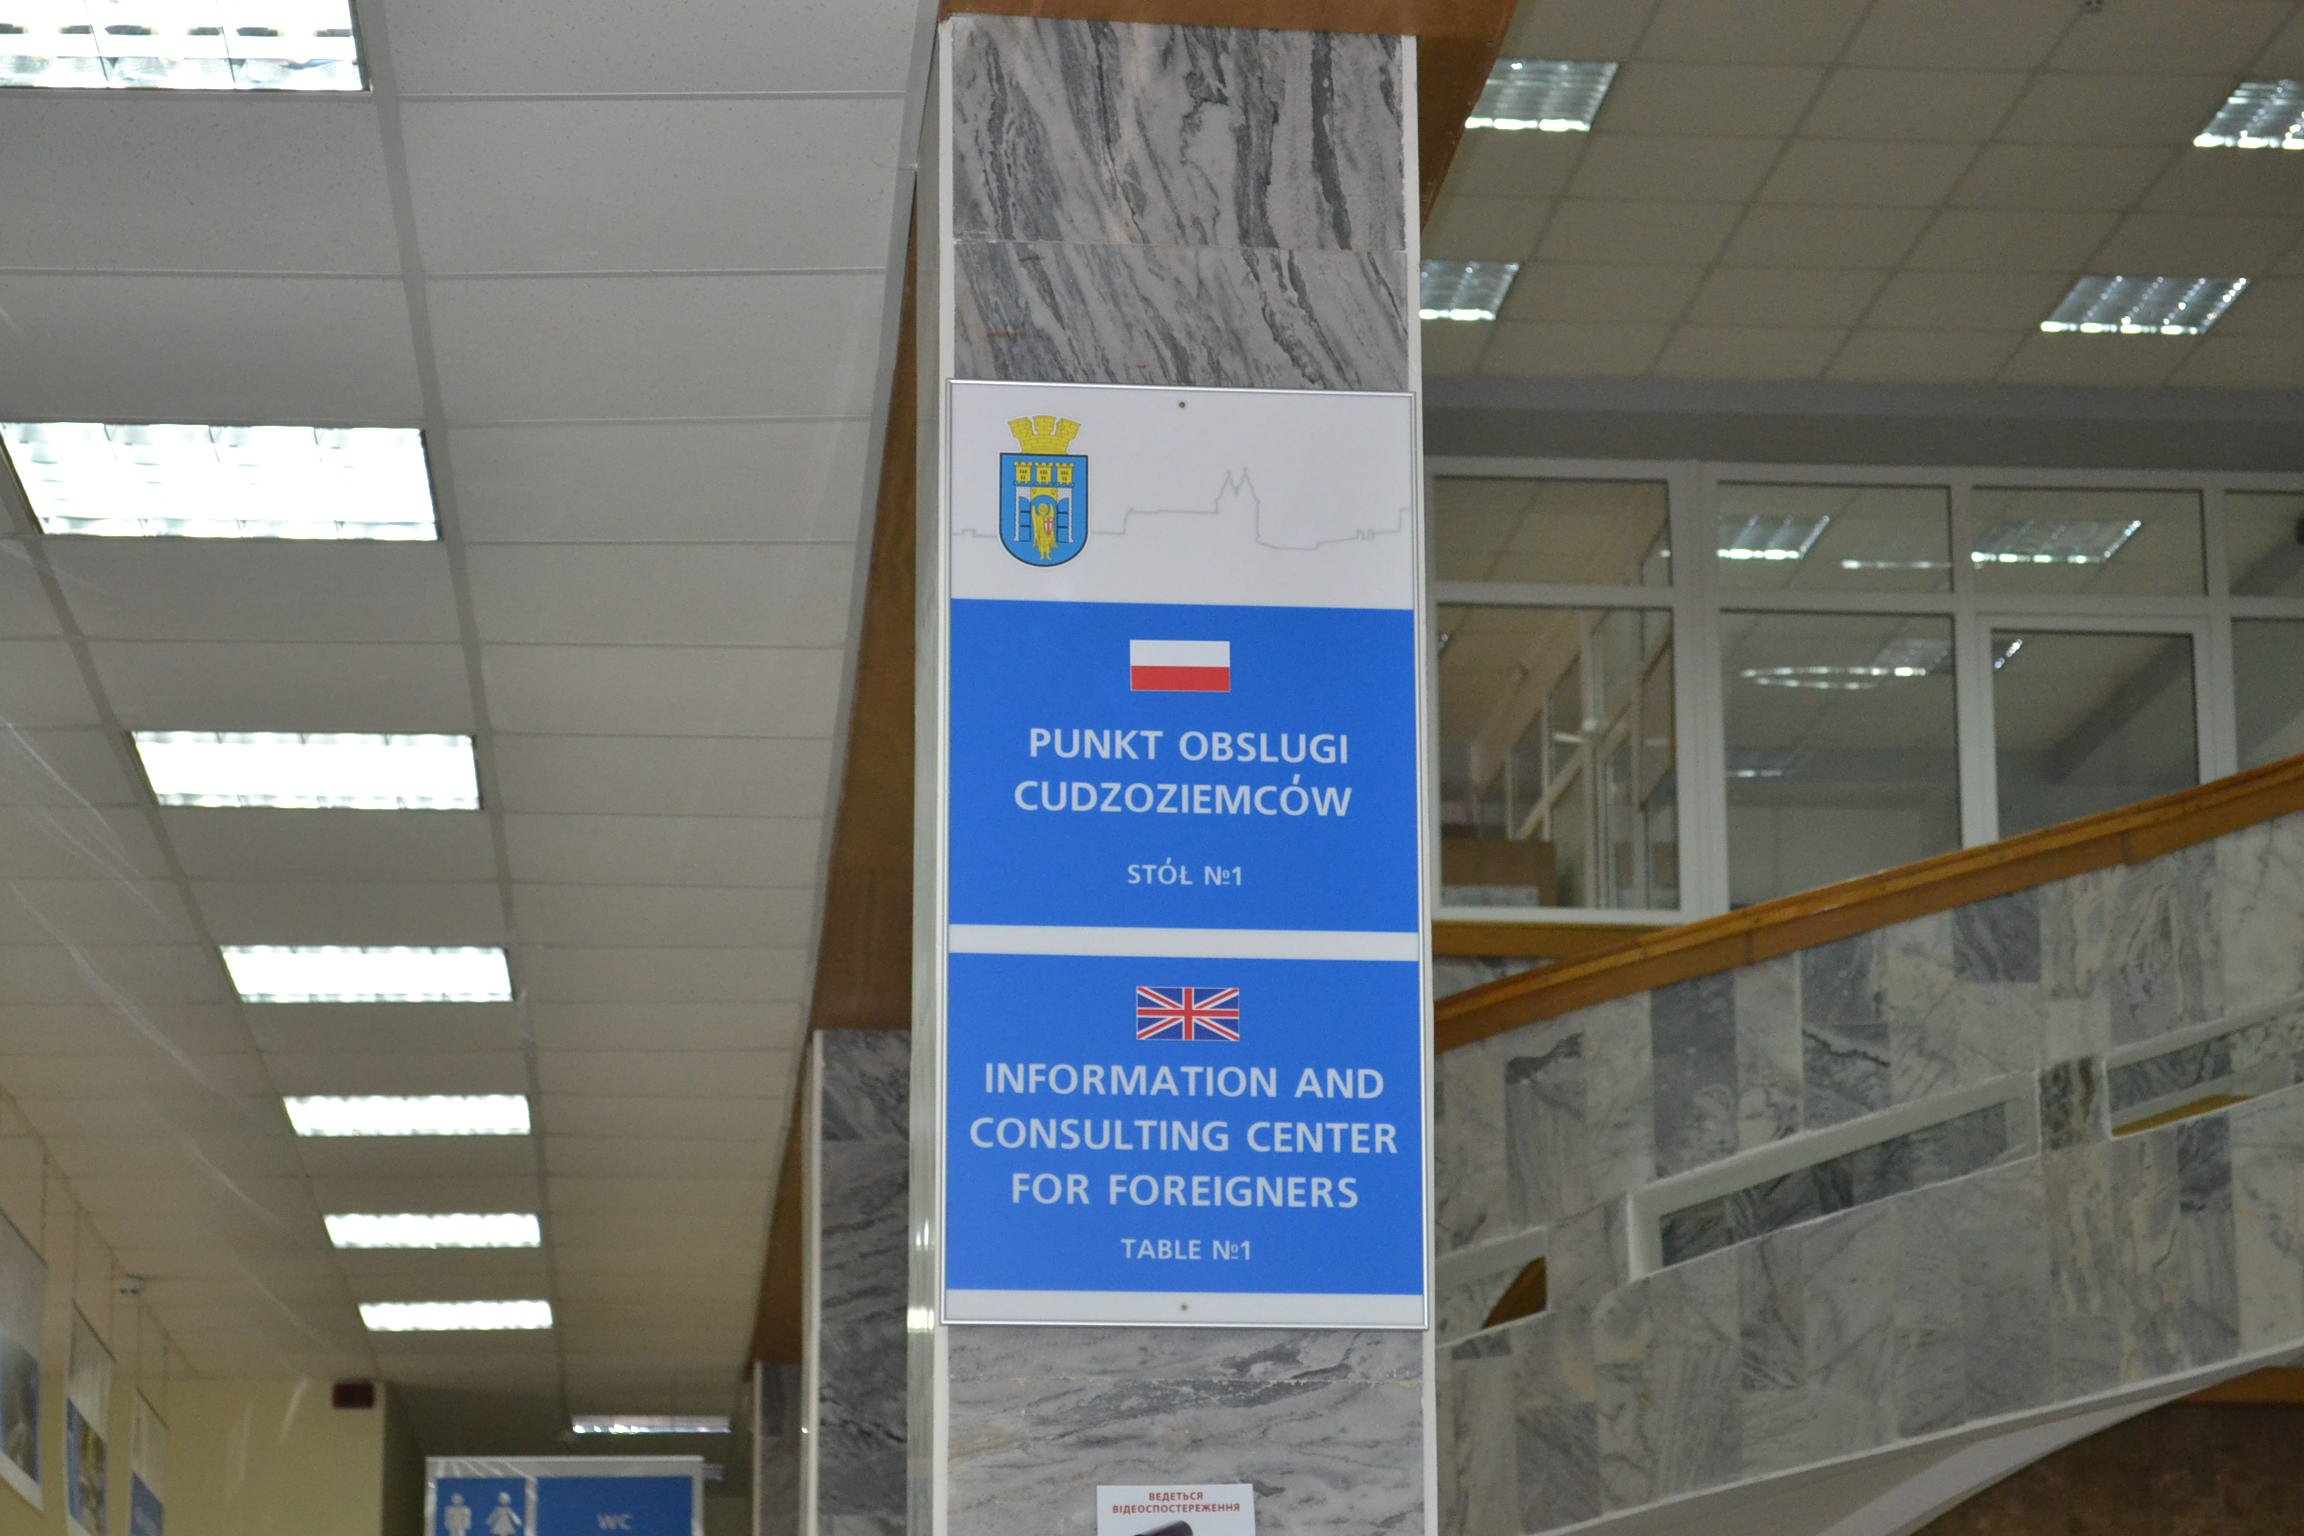 PUNKT OBSLUGI
CUDZOZIEMCÓW
STÓŁ №1
INFORMATION AND
CONSULTING CENTER
FOR FOREIGNERS
TABLE №1
ВЕДЕТЬСЯ
ВІДЕОСПОСТЕРЕЖЕННЯ
WC